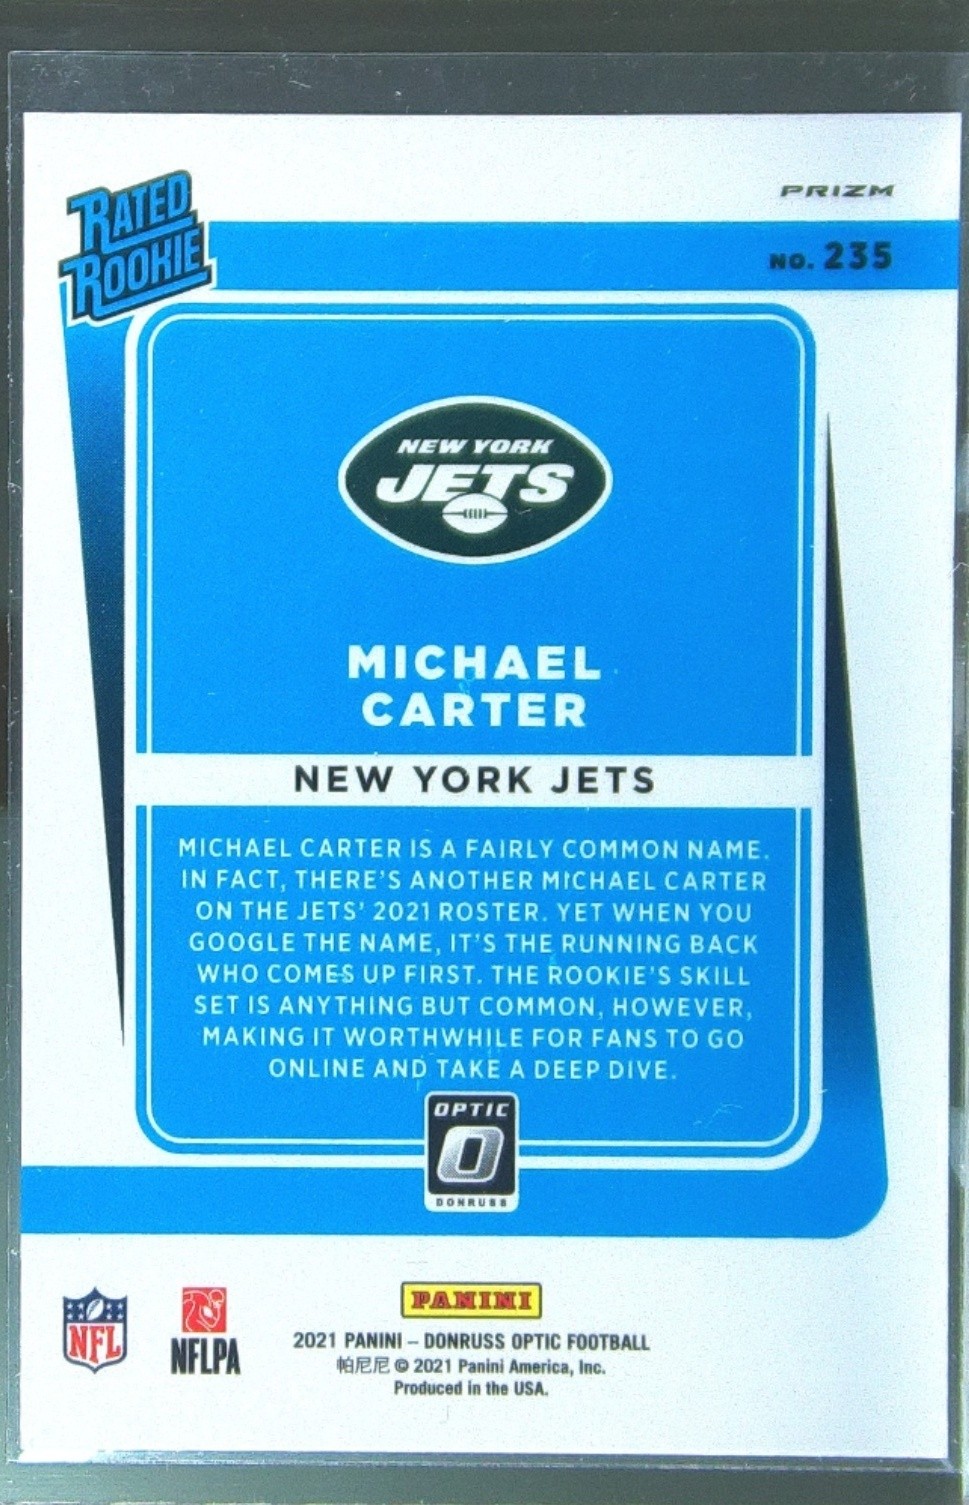 RATED
ROOKIE
PRIZM
NO. 235
NEW YORK
JETS
MICHAEL
CARTER
NEW YORK JETS
MICHAEL CARTER IS A FAIRLY COMMON NAME.
IN FACT, THERE'S ANOTHER MICHAEL CARTER
ON THE JETS' 2021 ROSTER. YET WHEN YOU
GOOGLE THE NAME, IT'S THE RUNNING BACK
WHO COMES UP FIRST. THE ROOKIE'S SKILL
SET IS ANYTHING BUT COMMON, HOWEVER,
MAKING IT WORTHWHILE FOR FANS TO GO
ONLINE AND TAKE A DEEP DIVE.
OPTIC
O
DONRUSS
NFL
NFLPA
PANINI
2021 PANINI – DONRUSS OPTIC FOOTBALL
帕尼尼 © 2021 Panini America, Inc.
Produced in the USA.